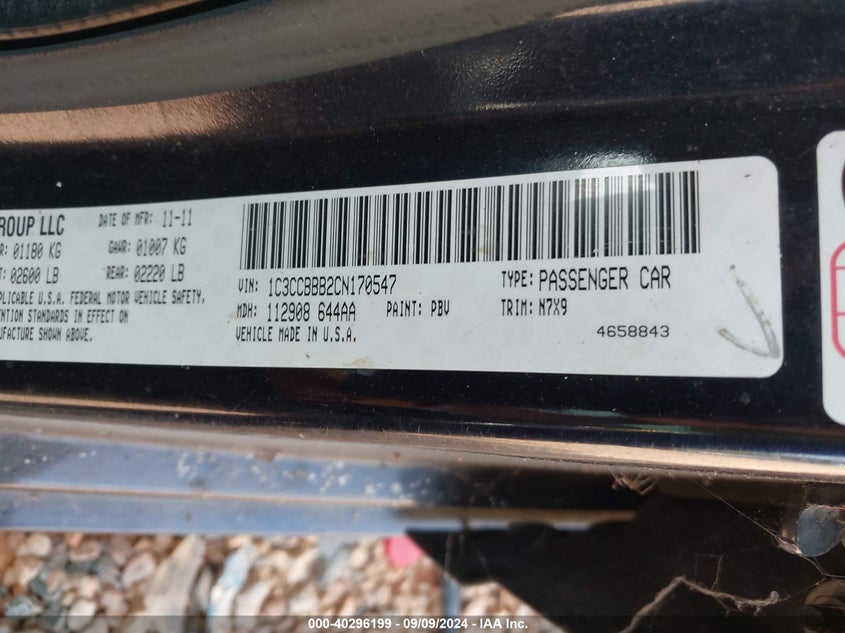 ROUP LLC DATE OF MFR: 11-11
R: 01180 KG GAWR: 01007 KG
T: 02600 LB REAR: 02220 LB
PLICABLE U.S.A. FEDERAL MOTOR VEHICLE SAFETY,
ENTION STANDARDS IN EFFECT ON
UFACTURE SHOWN ABOVE.
VIN: 1C3CCBBB2CN170547 TYPE: PASSENGER CAR
MDH: 112908 644AA PAINT: PBV TRIM: N7X9
VEHICLE MADE IN U.S.A.
4658843
000-40296199 | 09/09/2024 | IAA Inc.